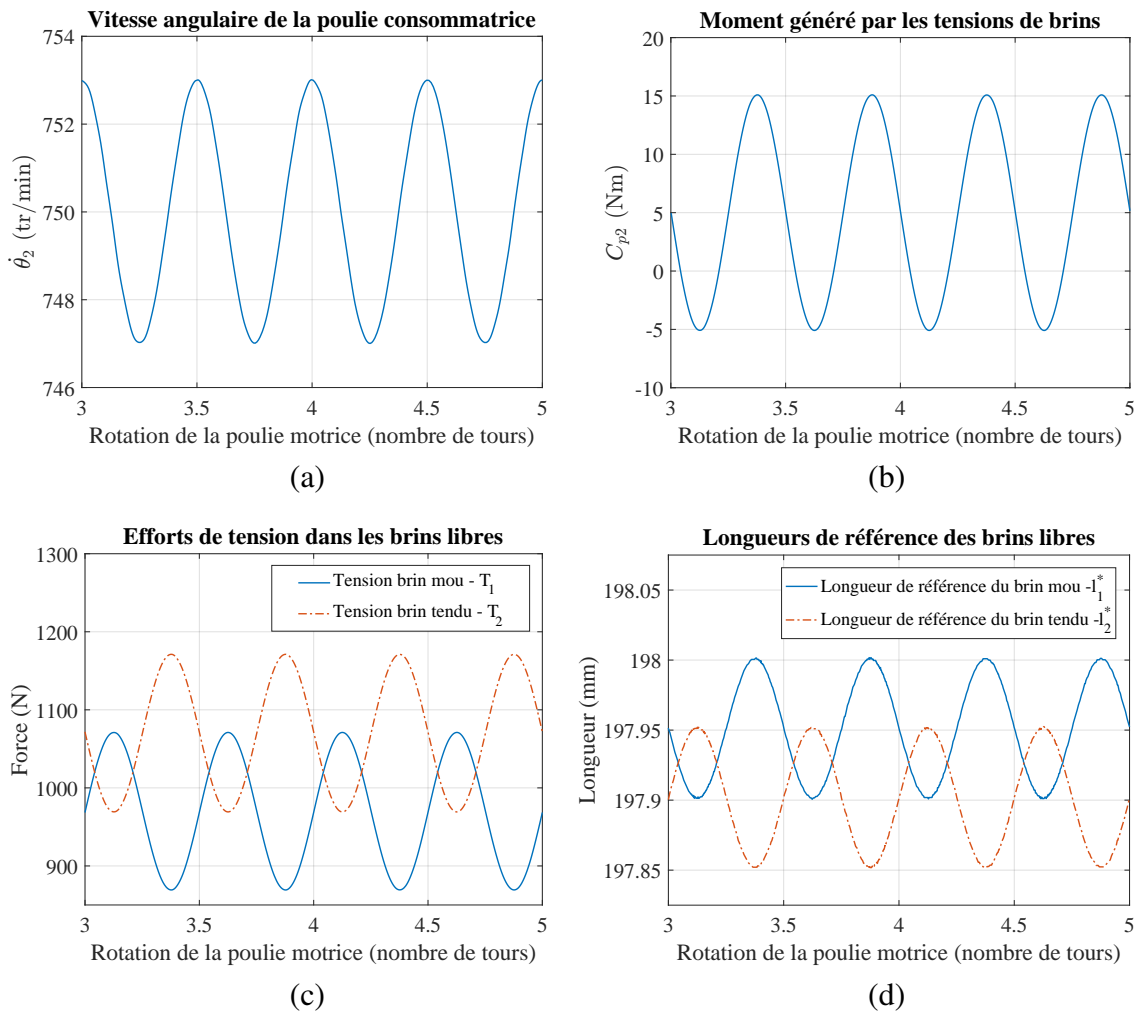 Vitesse angulaire de la poulie consommatrice
754
752
750
748
746
θ̇₂ (tr/min)
3
3.5
4
4.5
5
Rotation de la poulie motrice (nombre de tours)
(a)
Moment généré par les tensions de brins
20
15
10
5
0
-5
-10
C_{p2} (Nm)
3
3.5
4
4.5
5
Rotation de la poulie motrice (nombre de tours)
(b)
Efforts de tension dans les brins libres
1300
1200
1100
1000
900
Force (N)
Tension brin mou - T₁
Tension brin tendu - T₂
3
3.5
4
4.5
5
Rotation de la poulie motrice (nombre de tours)
(c)
Longueurs de référence des brins libres
198.05
198
197.95
197.9
197.85
Longueur (mm)
Longueur de référence du brin mou -l₁*
Longueur de référence du brin tendu -l₂*
3
3.5
4
4.5
5
Rotation de la poulie motrice (nombre de tours)
(d)